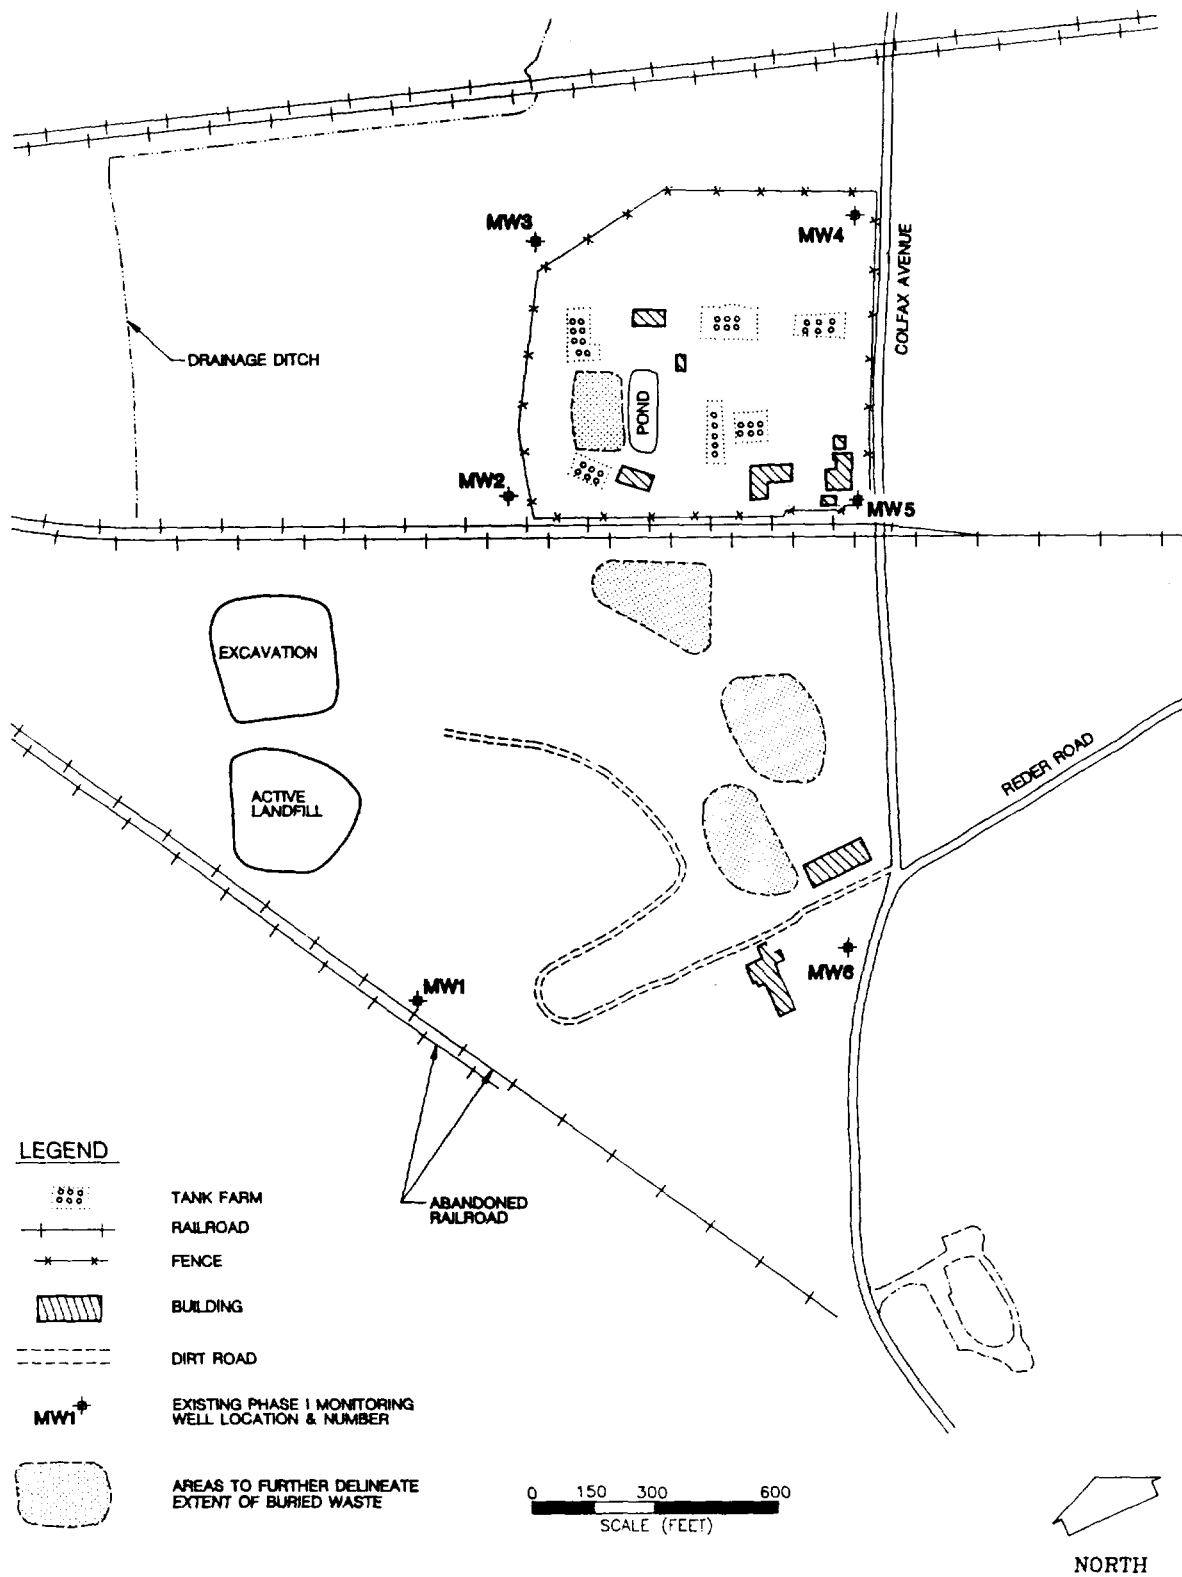 MW3
MW4
COLFAX AVENUE
DRAINAGE DITCH
POND
MW2
MW5
EXCAVATION
REDER ROAD
ACTIVE
LANDFILL
MW6
MW1
ABANDONED
RAILROAD
LEGEND
TANK FARM
RAILROAD
FENCE
BUILDING
DIRT ROAD
MW1
EXISTING PHASE I MONITORING
WELL LOCATION & NUMBER
AREAS TO FURTHER DELINEATE
EXTENT OF BURIED WASTE
0 150 300 600
SCALE (FEET)
NORTH